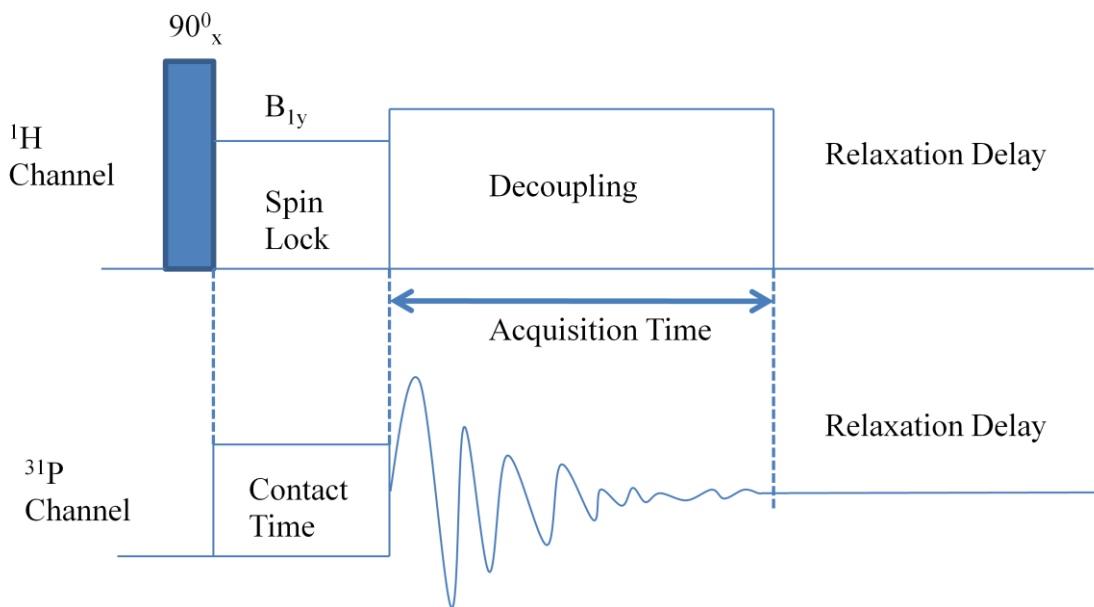 90⁰ₓ
B₁y
¹H
Channel
Spin
Lock
Decoupling
Relaxation Delay
Acquisition Time
³¹P
Channel
Contact
Time
Relaxation Delay